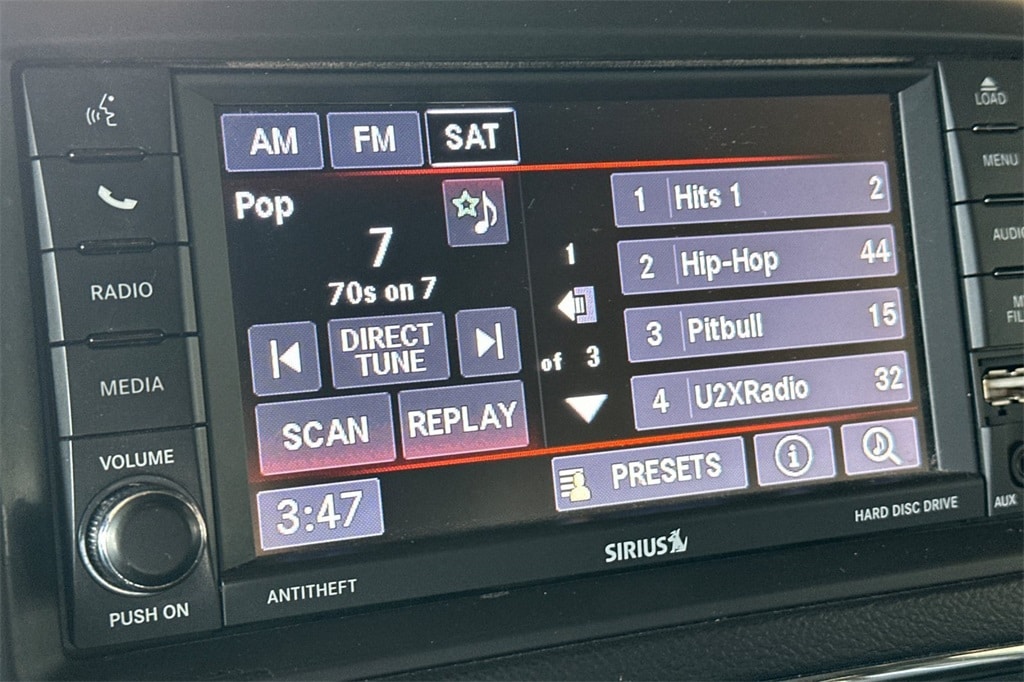 AM FM SAT
Pop
7
70s on 7
DIRECT
TUNE
SCAN REPLAY
3:47
1
of 3
1 Hits 1 2
2 Hip-Hop 44
3 Pitbull 15
4 U2XRadio 32
PRESETS
RADIO
MEDIA
VOLUME
PUSH ON
ANTITHEFT
SIRIUS
HARD DISC DRIVE
LOAD
MENU
AUDIO
AUX